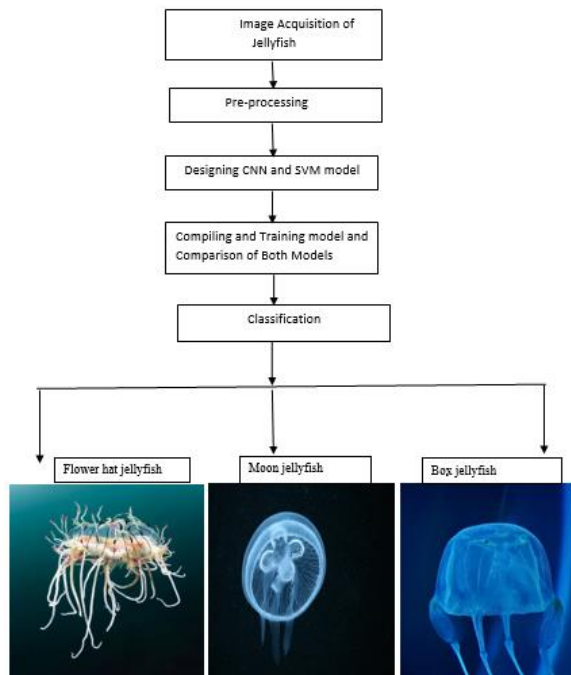 Image Acquisition of
Jellyfish
Pre-processing
Designing CNN and SVM model
Compiling and Training model and
Comparison of Both Models
Classification
Flower hat jellyfish
Moon jellyfish
Box jellyfish